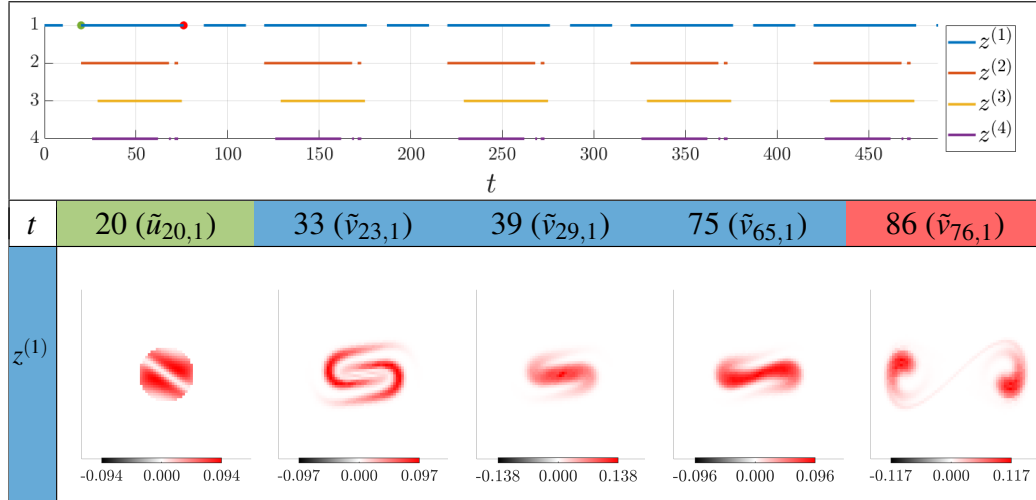 1
2
3
4
0 50 100 150 200 250 300 350 400 450
t
z^(1)
z^(2)
z^(3)
z^(4)
t 20 (ũ_20,1) 33 (ṽ_23,1) 39 (ṽ_29,1) 75 (ṽ_65,1) 86 (ṽ_76,1)
z^(1)
-0.094 0.000 0.094 -0.097 0.000 0.097 -0.138 0.000 0.138 -0.096 0.000 0.096 -0.117 0.000 0.117